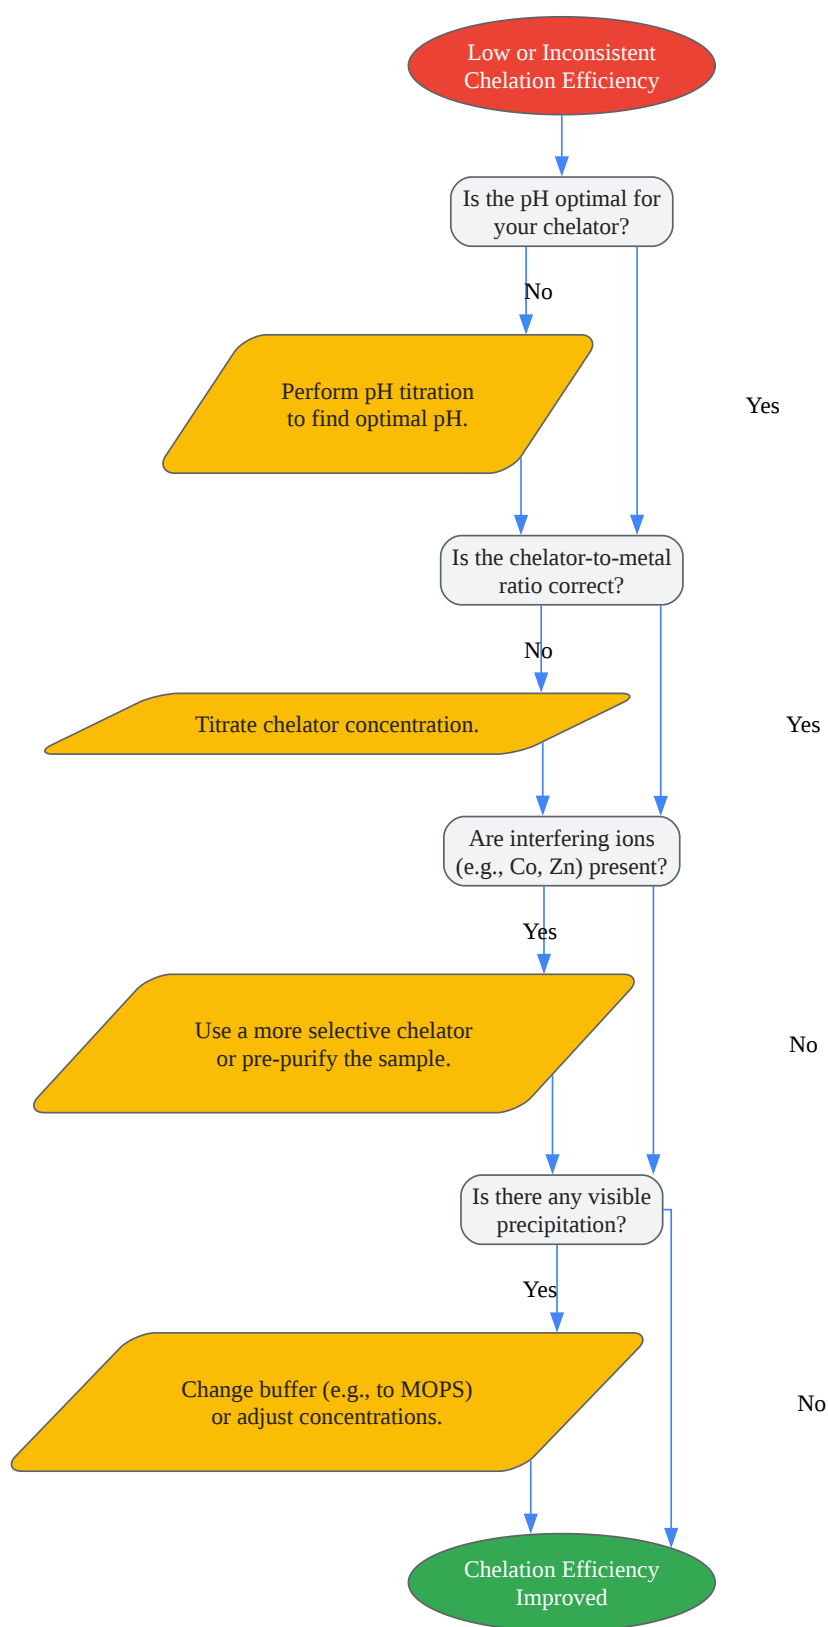 Low or Inconsistent
Chelation Efficiency
Is the pH optimal for
your chelator?
No
Perform pH titration
to find optimal pH.
Yes
Is the chelator-to-metal
ratio correct?
No
Titrate chelator concentration.
Yes
Are interfering ions
(e.g., Co, Zn) present?
Yes
Use a more selective chelator
or pre-purify the sample.
No
Is there any visible
precipitation?
Yes
Change buffer (e.g., to MOPS)
or adjust concentrations.
No
Chelation Efficiency
Improved